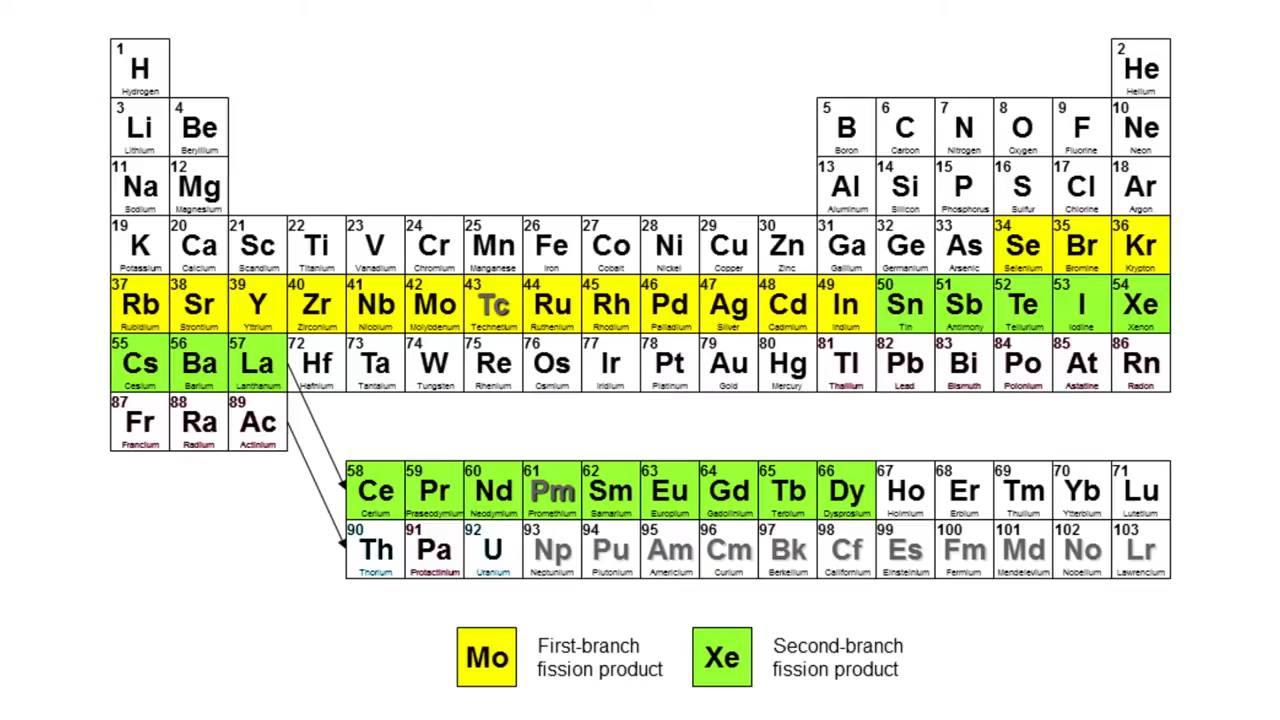 1 2
H He
Hydrogen Helium
3 4 5 6 7 8 9 10
Li Be B C N O F Ne
Lithium Beryllium Boron Carbon Nitrogen Oxygen Fluorine Neon
11 12 13 14 15 16 17 18
Na Mg Al Si P S Cl Ar
Sodium Magnesium Aluminum Silicon Phosphorus Sulfur Chlorine Argon
19 20 21 22 23 24 25 26 27 28 29 30 31 32 33 34 35 36
K Ca Sc Ti V Cr Mn Fe Co Ni Cu Zn Ga Ge As Se Br Kr
Potassium Calcium Scandium Titanium Vanadium Chromium Manganese Iron Cobalt Nickel Copper Zinc Gallium Germanium Arsenic Selenium Bromine Krypton
37 38 39 40 41 42 43 44 45 46 47 48 49 50 51 52 53 54
Rb Sr Y Zr Nb Mo Tc Ru Rh Pd Ag Cd In Sn Sb Te I Xe
Rubidium Strontium Yttrium Zirconium Niobium Molybdenum Technetium Ruthenium Rhodium Palladium Silver Cadmium Indium Tin Antimony Tellurium Iodine Xenon
55 56 57 72 73 74 75 76 77 78 79 80 81 82 83 84 85 86
Cs Ba La Hf Ta W Re Os Ir Pt Au Hg Tl Pb Bi Po At Rn
Cesium Barium Lanthanum Hafnium Tantalum Tungsten Rhenium Osmium Iridium Platinum Gold Mercury Thallium Lead Bismuth Polonium Astatine Radon
87 88 89
Fr Ra Ac
Francium Radium Actinium
58 59 60 61 62 63 64 65 66 67 68 69 70 71
Ce Pr Nd Pm Sm Eu Gd Tb Dy Ho Er Tm Yb Lu
Cerium Praseodymium Neodymium Promethium Samarium Europium Gadolinium Terbium Dysprosium Holmium Erbium Thulium Ytterbium Lutetium
90 91 92 93 94 95 96 97 98 99 100 101 102 103
Th Pa U Np Pu Am Cm Bk Cf Es Fm Md No Lr
Thorium Protactinium Uranium Neptunium Plutonium Americium Curium Berkelium Californium Einsteinium Fermium Mendelevium Nobelium Lawrencium
Mo First-branch
fission product
Xe Second-branch
fission product